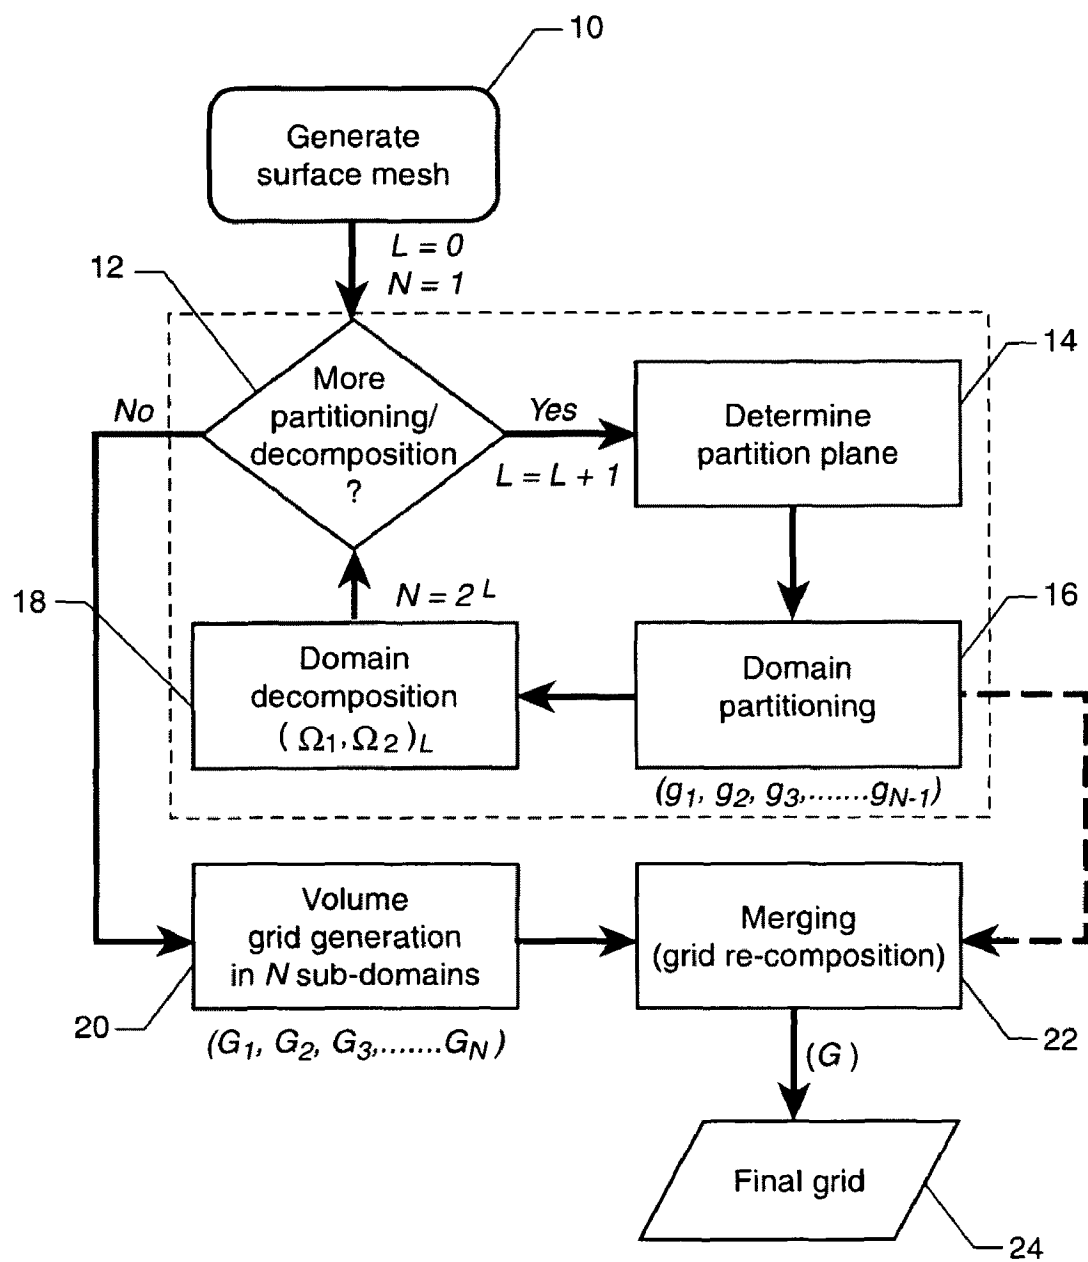 10
Generate
surface mesh
L = 0
N = 1
12
14
More
partitioning/
decomposition
?
No
Yes
L = L + 1
Determine
partition plane
N = 2^L
18
16
Domain
decomposition
(Ω1, Ω2)L
Domain
partitioning
(g1, g2, g3,.......gN-1)
Volume
grid generation
in N sub-domains
Merging
(grid re-composition)
20
(G1, G2, G3,.......GN)
22
(G)
Final grid
24